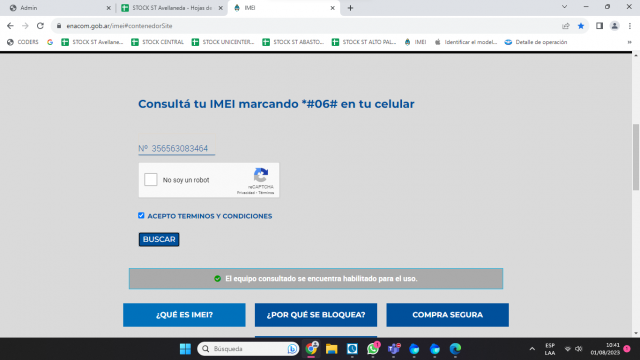 Admin
STOCK ST Avellaneda - Hojas de
IMEI
enacom.gob.ar/imei#contenedorSite
CODERS
STOCK ST Avellane...
STOCK CENTRAL
STOCK UNICENTER...
STOCK ST ABASTO...
STOCK ST ALTO PAL...
IMEI
Identificar el model...
Detalle de operación
Consultá tu IMEI marcando *#06# en tu celular
Nº 356563083464
No soy un robot
reCAPTCHA
Privacidad - Términos
ACEPTO TERMINOS Y CONDICIONES
BUSCAR
El equipo consultado se encuentra habilitado para el uso.
¿QUÉ ES IMEI?
¿POR QUÉ SE BLOQUEA?
COMPRA SEGURA
Búsqueda
ESP
LAA
10:41
01/08/2023